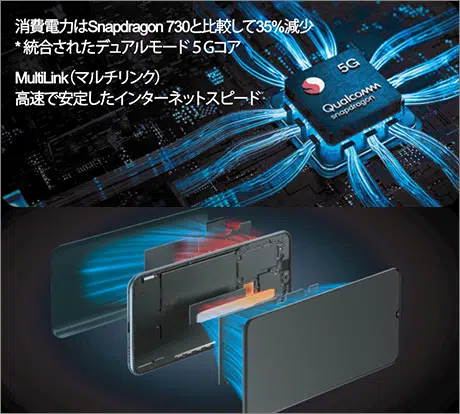 消費電力はSnapdragon 730と比較して35%減少
* 統合されたデュアルモード 5 Gコア
MultiLink（マルチリンク）
高速で安定したインターネットスピード
5G
Qualcomm
snapdragon